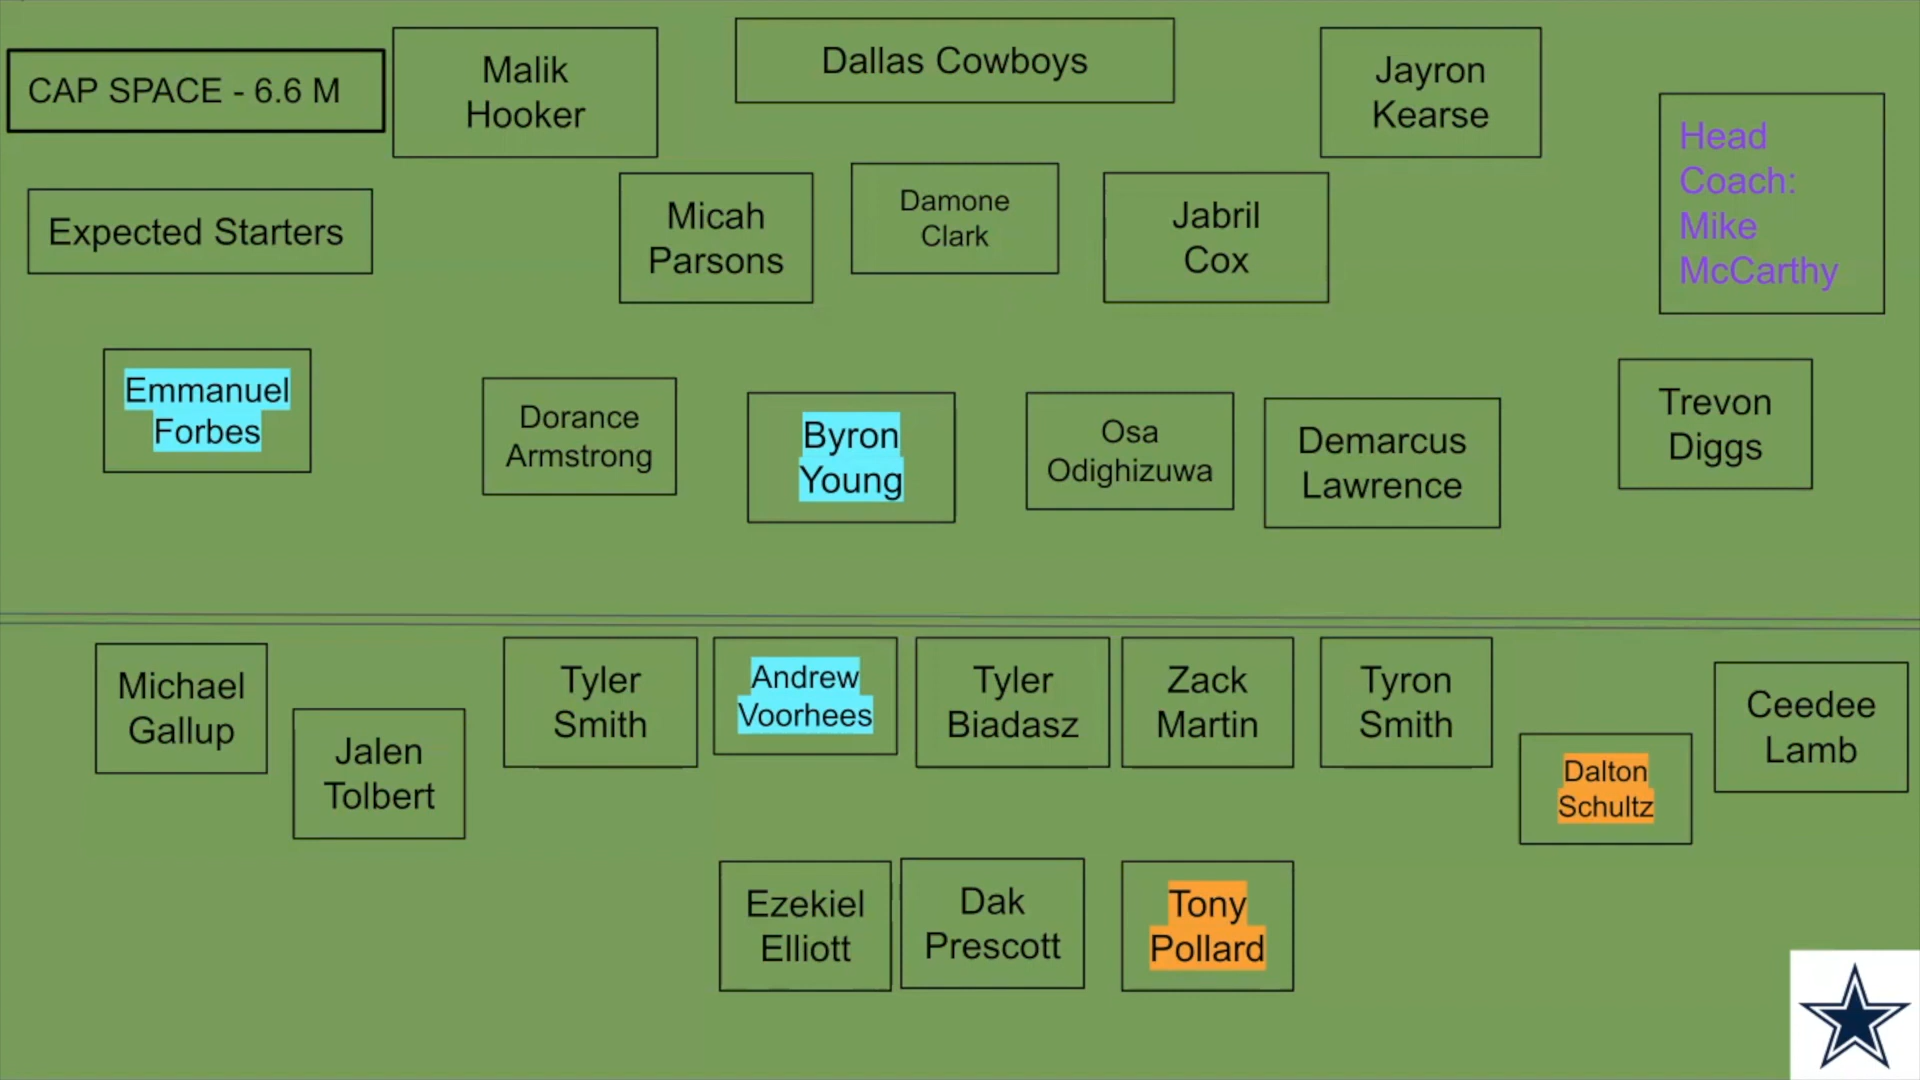 CAP SPACE - 6.6 M
Malik
Hooker
Dallas Cowboys
Jayron
Kearse
Head
Coach:
Mike
McCarthy
Expected Starters
Micah
Parsons
Damone
Clark
Jabril
Cox
Emmanuel
Forbes
Dorance
Armstrong
Byron
Young
Osa
Odighizuwa
Demarcus
Lawrence
Trevon
Diggs
Michael
Gallup
Jalen
Tolbert
Tyler
Smith
Andrew
Voorhees
Tyler
Biadasz
Zack
Martin
Tyron
Smith
Dalton
Schultz
Ceedee
Lamb
Ezekiel
Elliott
Dak
Prescott
Tony
Pollard